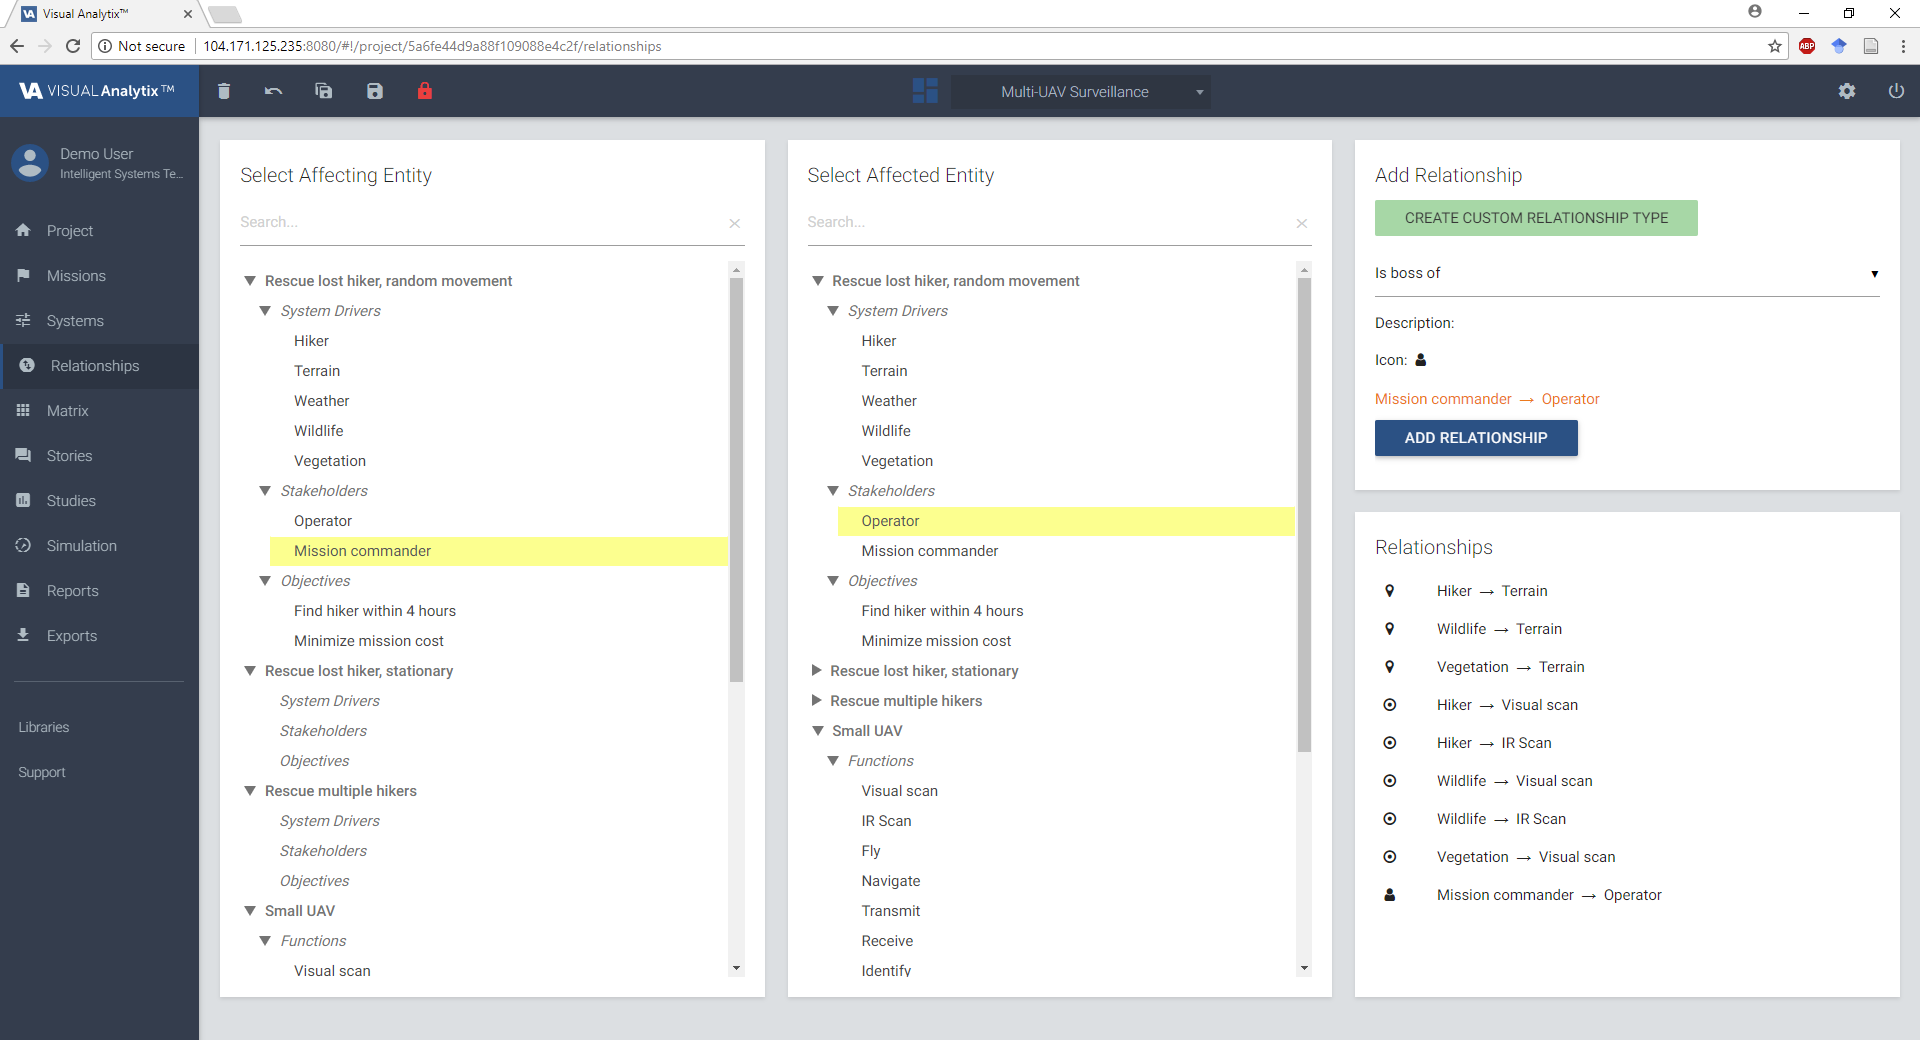 Visual Analytix™
Not secure
104.171.125.235:8080/#!/project/5a6fe44d9a88f109088e4c2f/relationships
ABP
VA VISUAL Analytix™
Multi-UAV Surveillance
Demo User
Intelligent Systems Te...
Project
Missions
Systems
Relationships
Matrix
Stories
Studies
Simulation
Reports
Exports
Libraries
Support
Select Affecting Entity
Search...
Rescue lost hiker, random movement
System Drivers
Hiker
Terrain
Weather
Wildlife
Vegetation
Stakeholders
Operator
Mission commander
Objectives
Find hiker within 4 hours
Minimize mission cost
Rescue lost hiker, stationary
System Drivers
Stakeholders
Objectives
Rescue multiple hikers
System Drivers
Stakeholders
Objectives
Small UAV
Functions
Visual scan
Select Affected Entity
Search...
Rescue lost hiker, random movement
System Drivers
Hiker
Terrain
Weather
Wildlife
Vegetation
Stakeholders
Operator
Mission commander
Objectives
Find hiker within 4 hours
Minimize mission cost
Rescue lost hiker, stationary
Rescue multiple hikers
Small UAV
Functions
Visual scan
IR Scan
Fly
Navigate
Transmit
Receive
Identify
Add Relationship
CREATE CUSTOM RELATIONSHIP TYPE
Is boss of
Description:
Icon:
Mission commander → Operator
ADD RELATIONSHIP
Relationships
Hiker → Terrain
Wildlife → Terrain
Vegetation → Terrain
Hiker → Visual scan
Hiker → IR Scan
Wildlife → Visual scan
Wildlife → IR Scan
Vegetation → Visual scan
Mission commander → Operator